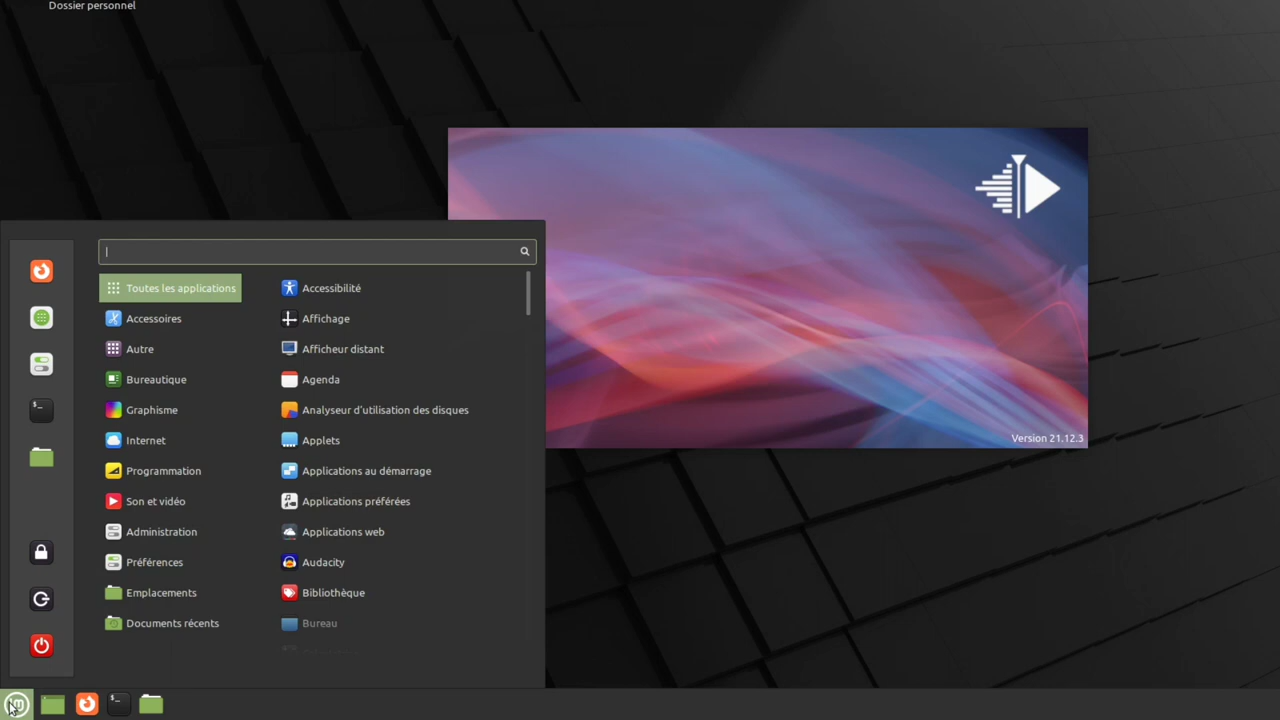 Dossier personnel
Version 21.12.3
Toutes les applications
Accessoires
Autre
Bureautique
Graphisme
Internet
Programmation
Son et vidéo
Administration
Préférences
Emplacements
Documents récents
Accessibilité
Affichage
Afficheur distant
Agenda
Analyseur d'utilisation des disques
Applets
Applications au démarrage
Applications préférées
Applications web
Audacity
Bibliothèque
Bureau